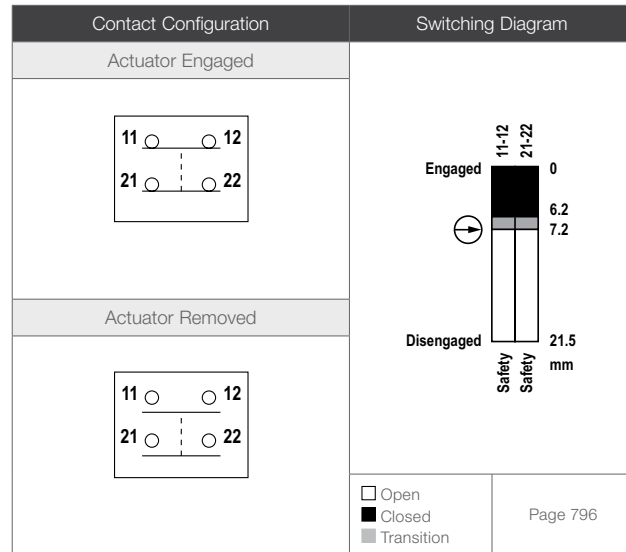 Contact Configuration
Switching Diagram
Actuator Engaged
11 12
21 22
Actuator Removed
11 12
21 22
11-12
21-22
Engaged 0
6.2
7.2
Disengaged 21.5
mm
Safety
Safety
Open
Closed
Transition
Page 796